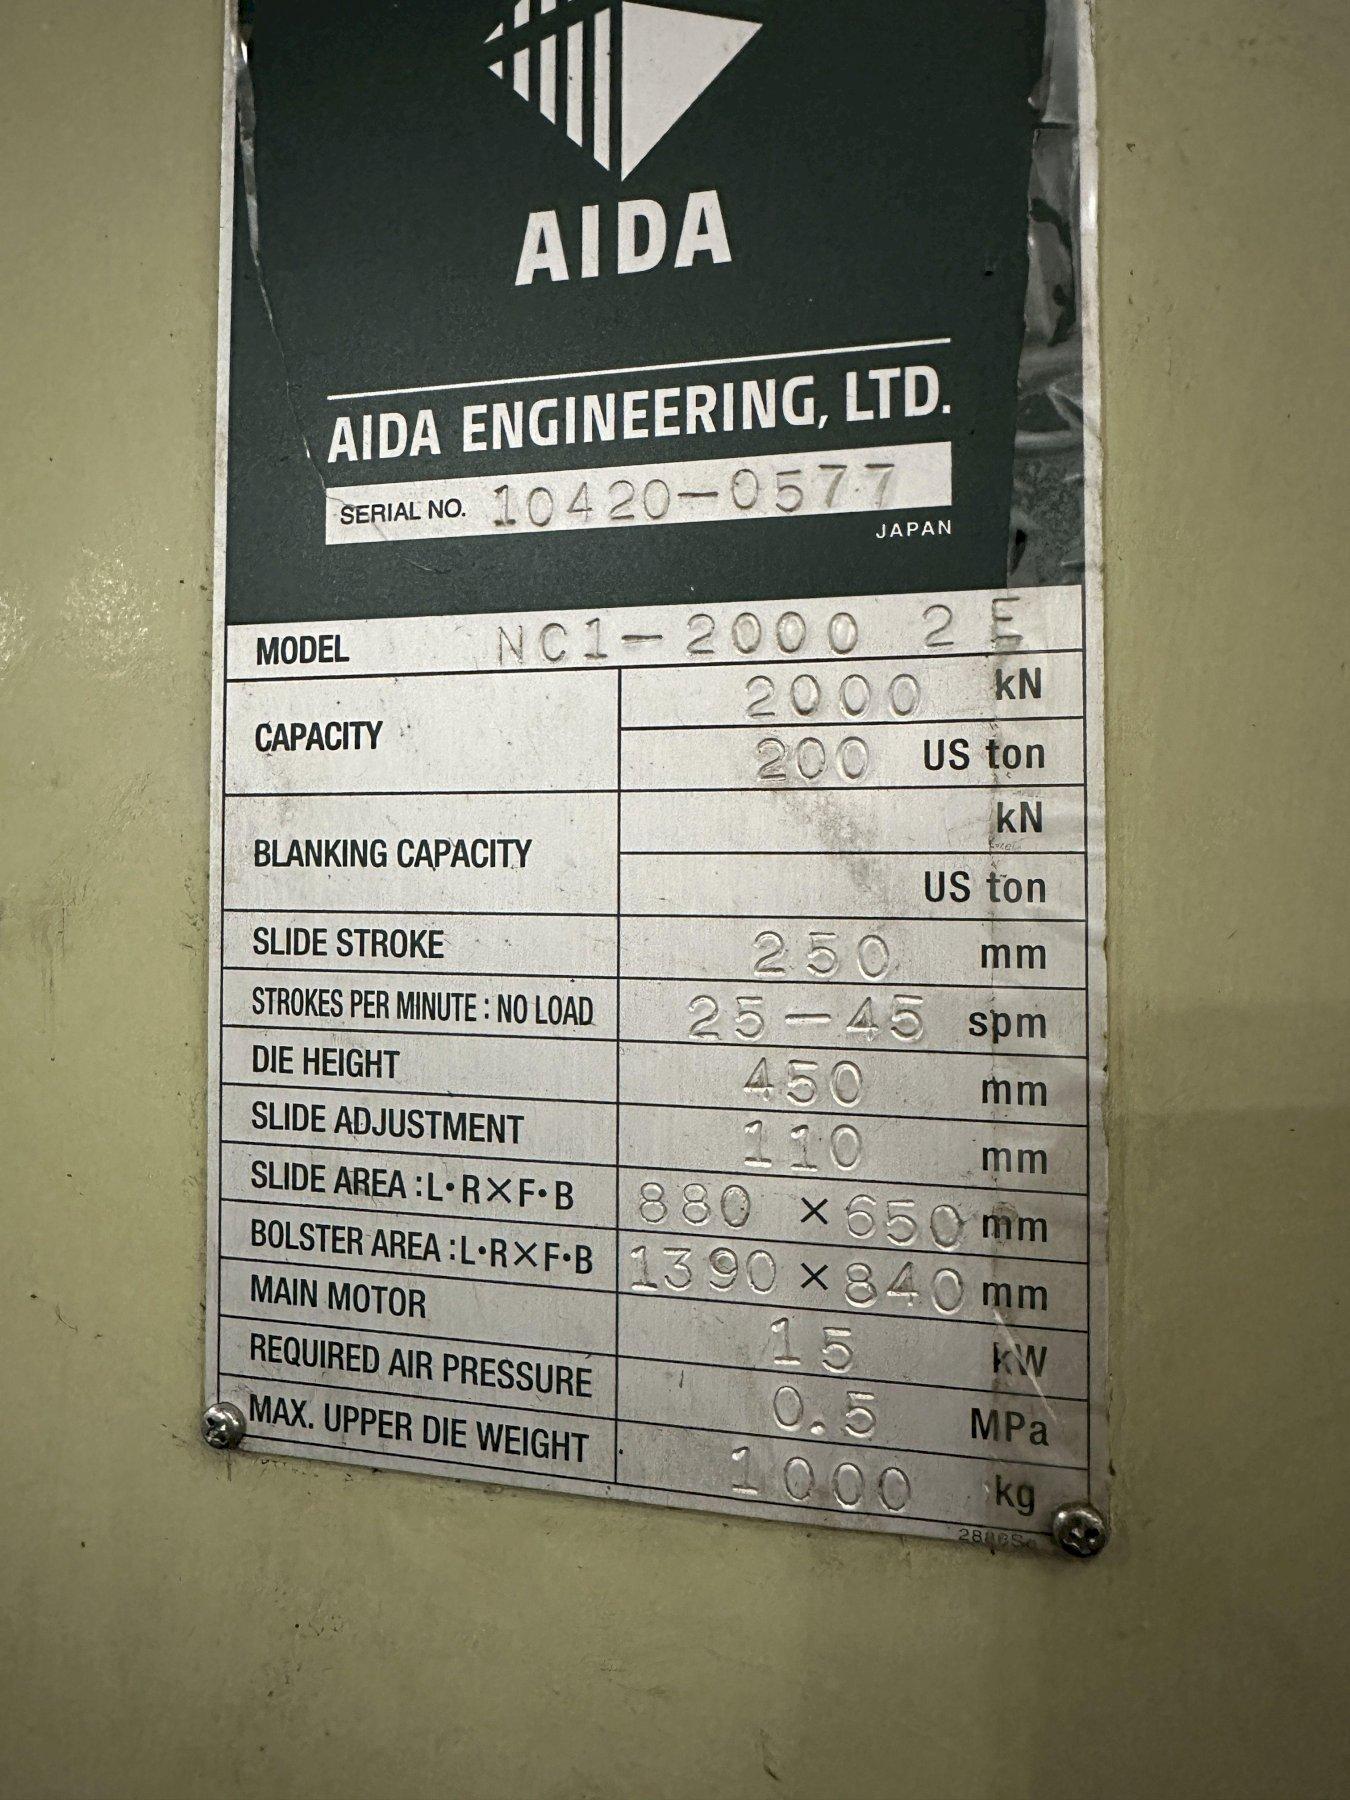 AIDA
AIDA ENGINEERING, LTD.
SERIAL NO. 10420-0577
JAPAN
MODEL NC1-2000 2 E
CAPACITY 2000 kN
200 US ton
BLANKING CAPACITY kN
US ton
SLIDE STROKE 250 mm
STROKES PER MINUTE : NO LOAD 25-45 spm
DIE HEIGHT 450 mm
SLIDE ADJUSTMENT 110 mm
SLIDE AREA : L·R×F·B 880 × 650 mm
BOLSTER AREA : L·R×F·B 1390 × 840 mm
MAIN MOTOR 15 kW
REQUIRED AIR PRESSURE 0.5 MPa
MAX. UPPER DIE WEIGHT 1000 kg